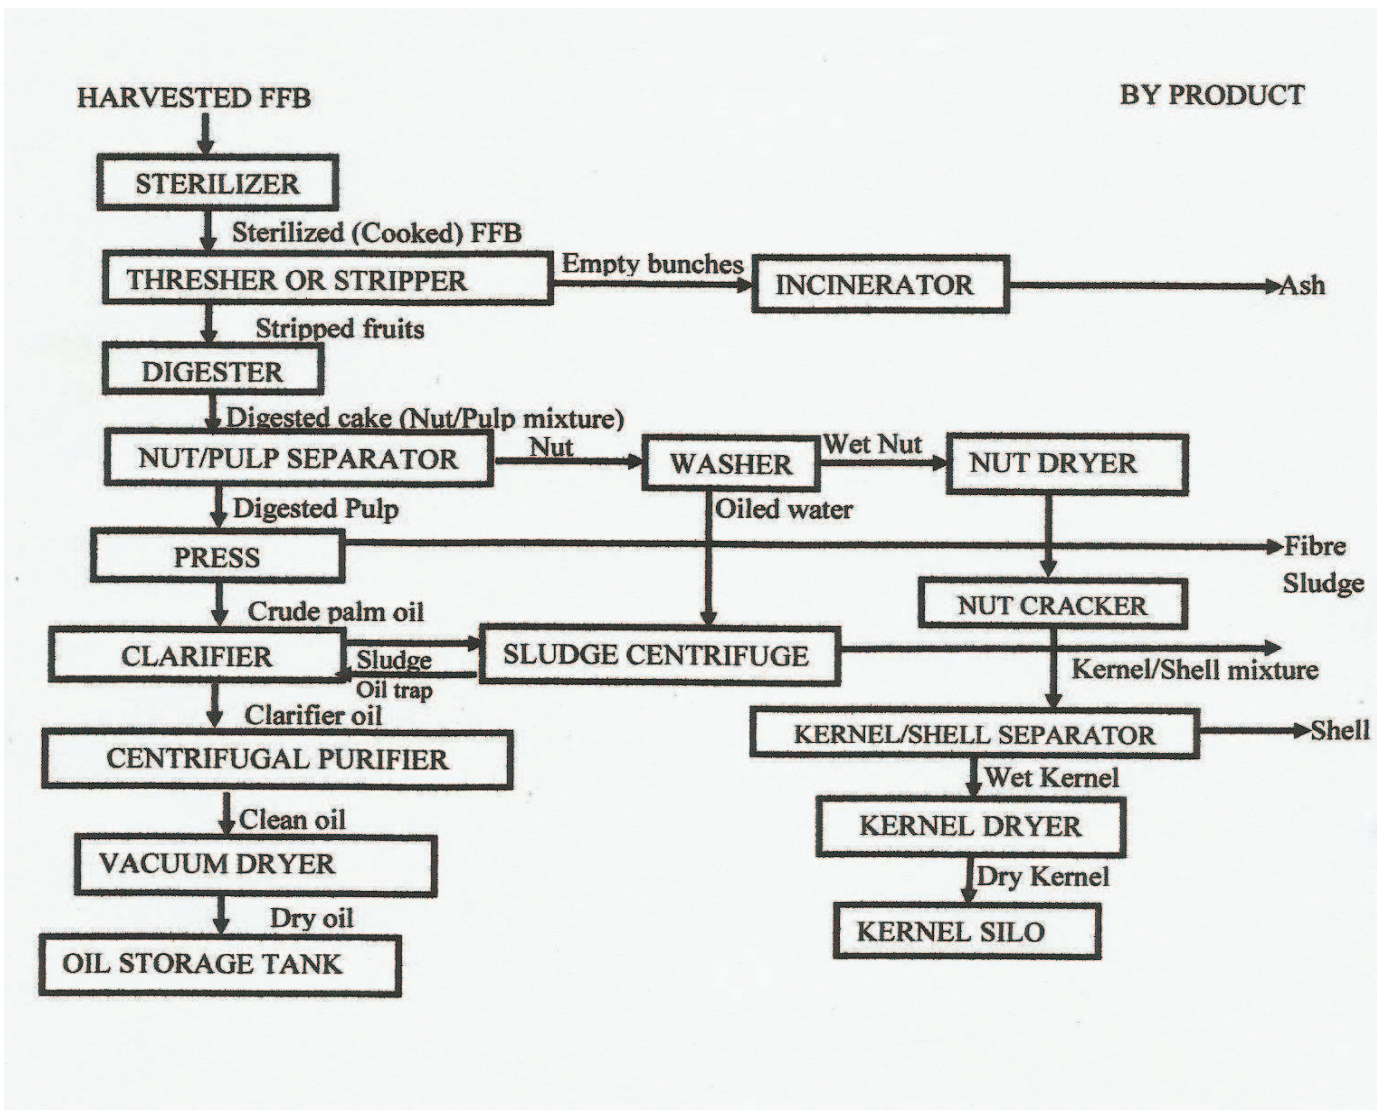 HARVESTED FFB
BY PRODUCT
STERILIZER
Sterilized (Cooked) FFB
THRESHER OR STRIPPER
Empty bunches
INCINERATOR
Ash
Stripped fruits
DIGESTER
Digested cake (Nut/Pulp mixture)
NUT/PULP SEPARATOR
Nut
WASHER
Wet Nut
NUT DRYER
Digested Pulp
Oiled water
PRESS
Fibre
Sludge
NUT CRACKER
Crude palm oil
CLARIFIER
Sludge
Oil trap
SLUDGE CENTRIFUGE
Kernel/Shell mixture
Clarifier oil
KERNEL/SHELL SEPARATOR
Shell
CENTRIFUGAL PURIFIER
Wet Kernel
Clean oil
KERNEL DRYER
VACUUM DRYER
Dry Kernel
Dry oil
KERNEL SILO
OIL STORAGE TANK